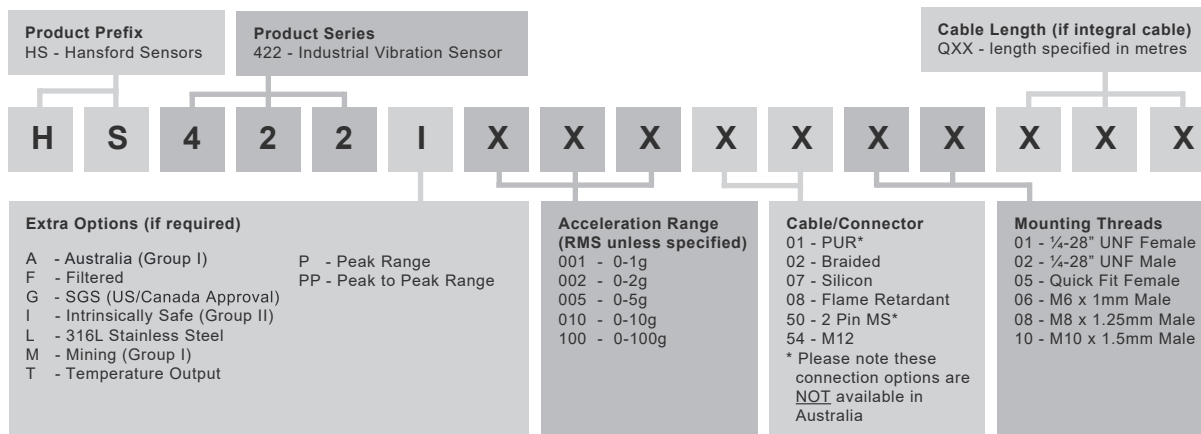 Product Prefix
HS - Hansford Sensors
Product Series
422 - Industrial Vibration Sensor
Cable Length (if integral cable)
QXX - length specified in metres
H S 4 2 2 I X X X X X X X X X X
Extra Options (if required)
A - Australia (Group I)
F - Filtered
G - SGS (US/Canada Approval)
I - Intrinsically Safe (Group II)
L - 316L Stainless Steel
M - Mining (Group I)
T - Temperature Output
P - Peak Range
PP - Peak to Peak Range
Acceleration Range
(RMS unless specified)
001 - 0-1g
002 - 0-2g
005 - 0-5g
010 - 0-10g
100 - 0-100g
Cable/Connector
01 - PUR*
02 - Braided
07 - Silicon
08 - Flame Retardant
50 - 2 Pin MS*
54 - M12
* Please note these
connection options are
NOT available in
Australia
Mounting Threads
01 - ¼-28” UNF Female
02 - ¼-28” UNF Male
05 - Quick Fit Female
06 - M6 x 1mm Male
08 - M8 x 1.25mm Male
10 - M10 x 1.5mm Male